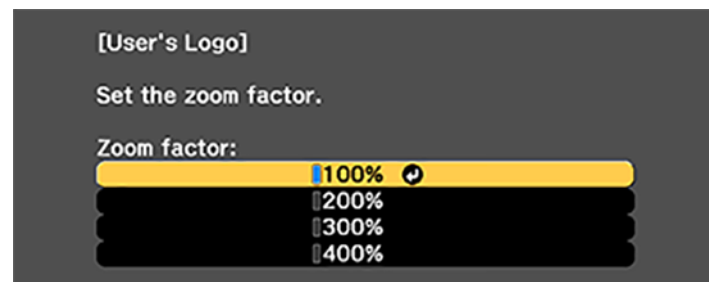 [User's Logo]
Set the zoom factor.
Zoom factor:
100%
200%
300%
400%